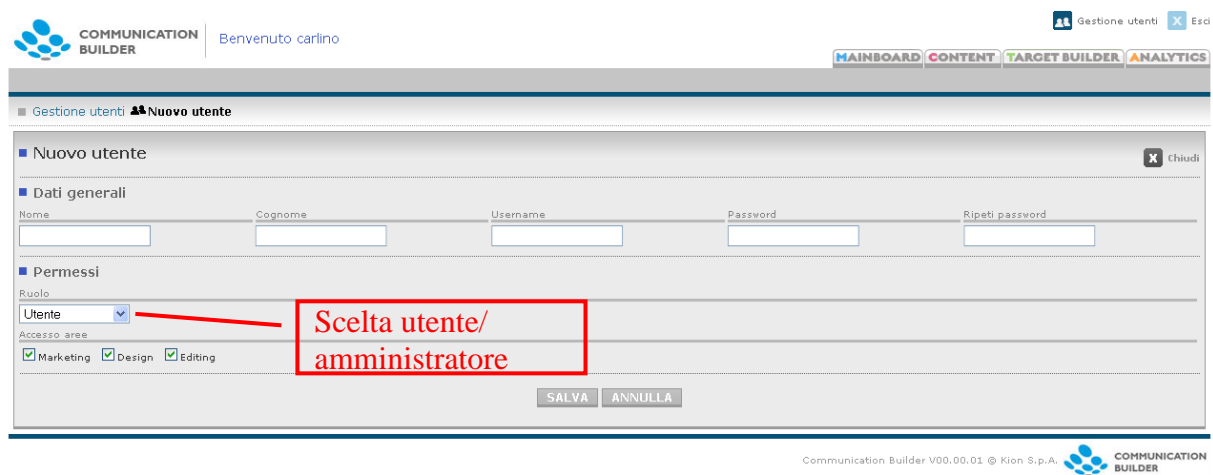 Gestione utenti X Esci
COMMUNICATION
BUILDER
Benvenuto carlino
MAINBOARD CONTENT TARGET BUILDER ANALYTICS
Gestione utenti Nuovo utente
Nuovo utente
X Chiudi
Dati generali
Nome Cognome Username Password Ripeti password
Permessi
Ruolo
Utente
Scelta utente/
amministratore
Accesso aree
Marketing Design Editing
SALVA ANNULLA
Communication Builder V00.00.01 © Kion S.p.A.
COMMUNICATION
BUILDER